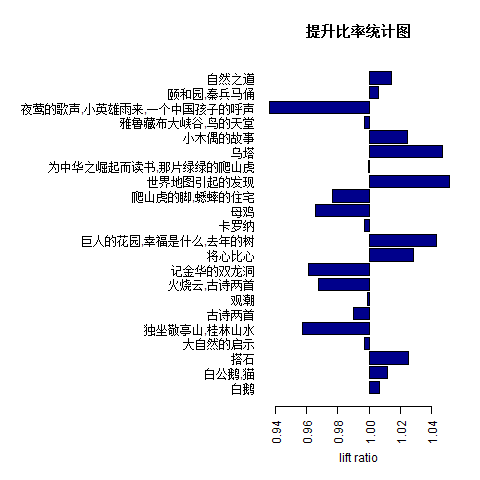 提升比率统计图
自然之道
颐和园,秦兵马俑
夜莺的歌声,小英雄雨来,一个中国孩子的呼声
雅鲁藏布大峡谷,鸟的天堂
小木偶的故事
乌塔
为中华之崛起而读书,那片绿绿的爬山虎
世界地图引起的发现
爬山虎的脚,蟋蟀的住宅
母鸡
卡罗纳
巨人的花园,幸福是什么,去年的树
将心比心
记金华的双龙洞
火烧云,古诗两首
观潮
古诗两首
独坐敬亭山,桂林山水
大自然的启示
搭石
白公鹅,猫
白鹅
0.94 0.96 0.98 1.00 1.02 1.04
lift ratio